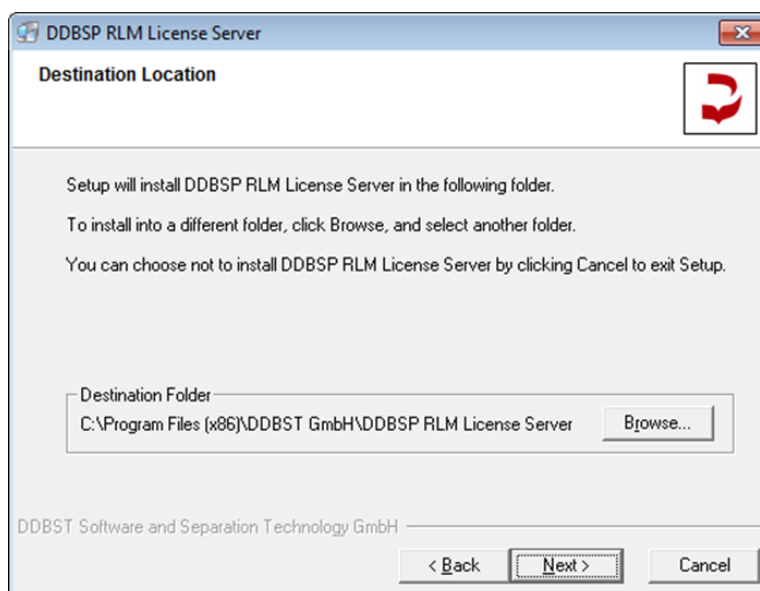 DDBSP RLM License Server
Destination Location
Setup will install DDBSP RLM License Server in the following folder.
To install into a different folder, click Browse, and select another folder.
You can choose not to install DDBSP RLM License Server by clicking Cancel to exit Setup.
Destination Folder
C:\Program Files (x86)\DDBST GmbH\DDBSP RLM License Server Browse...
DDBST Software and Separation Technology GmbH
< Back Next > Cancel